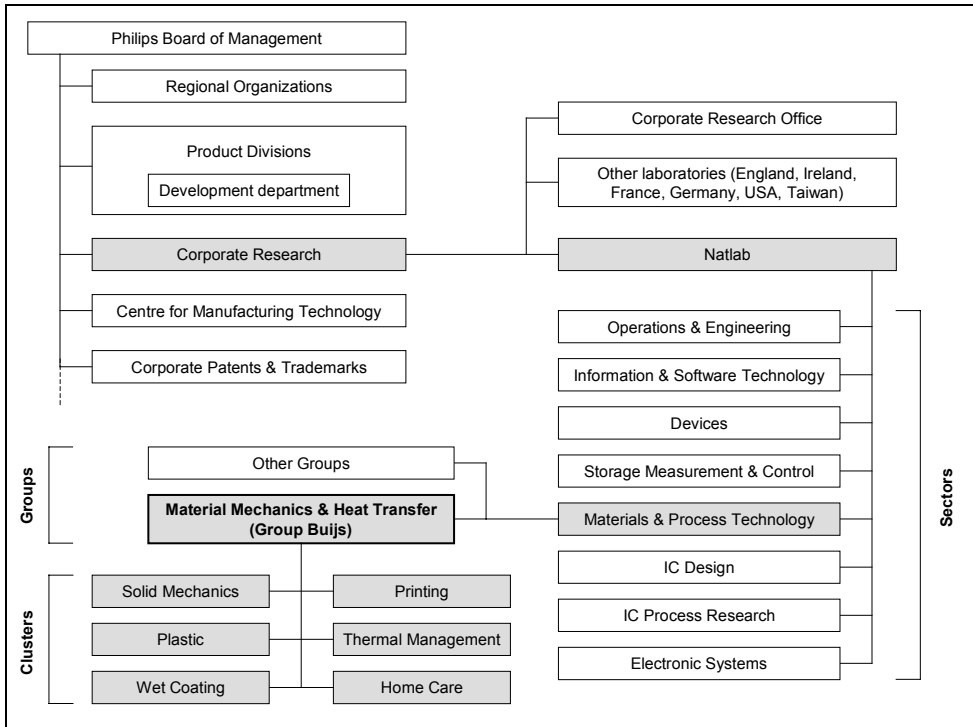 Philips Board of Management
Regional Organizations
Product Divisions
Development department
Corporate Research
Centre for Manufacturing Technology
Corporate Patents & Trademarks
Corporate Research Office
Other laboratories (England, Ireland,
France, Germany, USA, Taiwan)
Natlab
Operations & Engineering
Information & Software Technology
Devices
Storage Measurement & Control
Materials & Process Technology
IC Design
IC Process Research
Electronic Systems
Sectors
Groups
Other Groups
Material Mechanics & Heat Transfer
(Group Buijs)
Clusters
Solid Mechanics
Printing
Plastic
Thermal Management
Wet Coating
Home Care